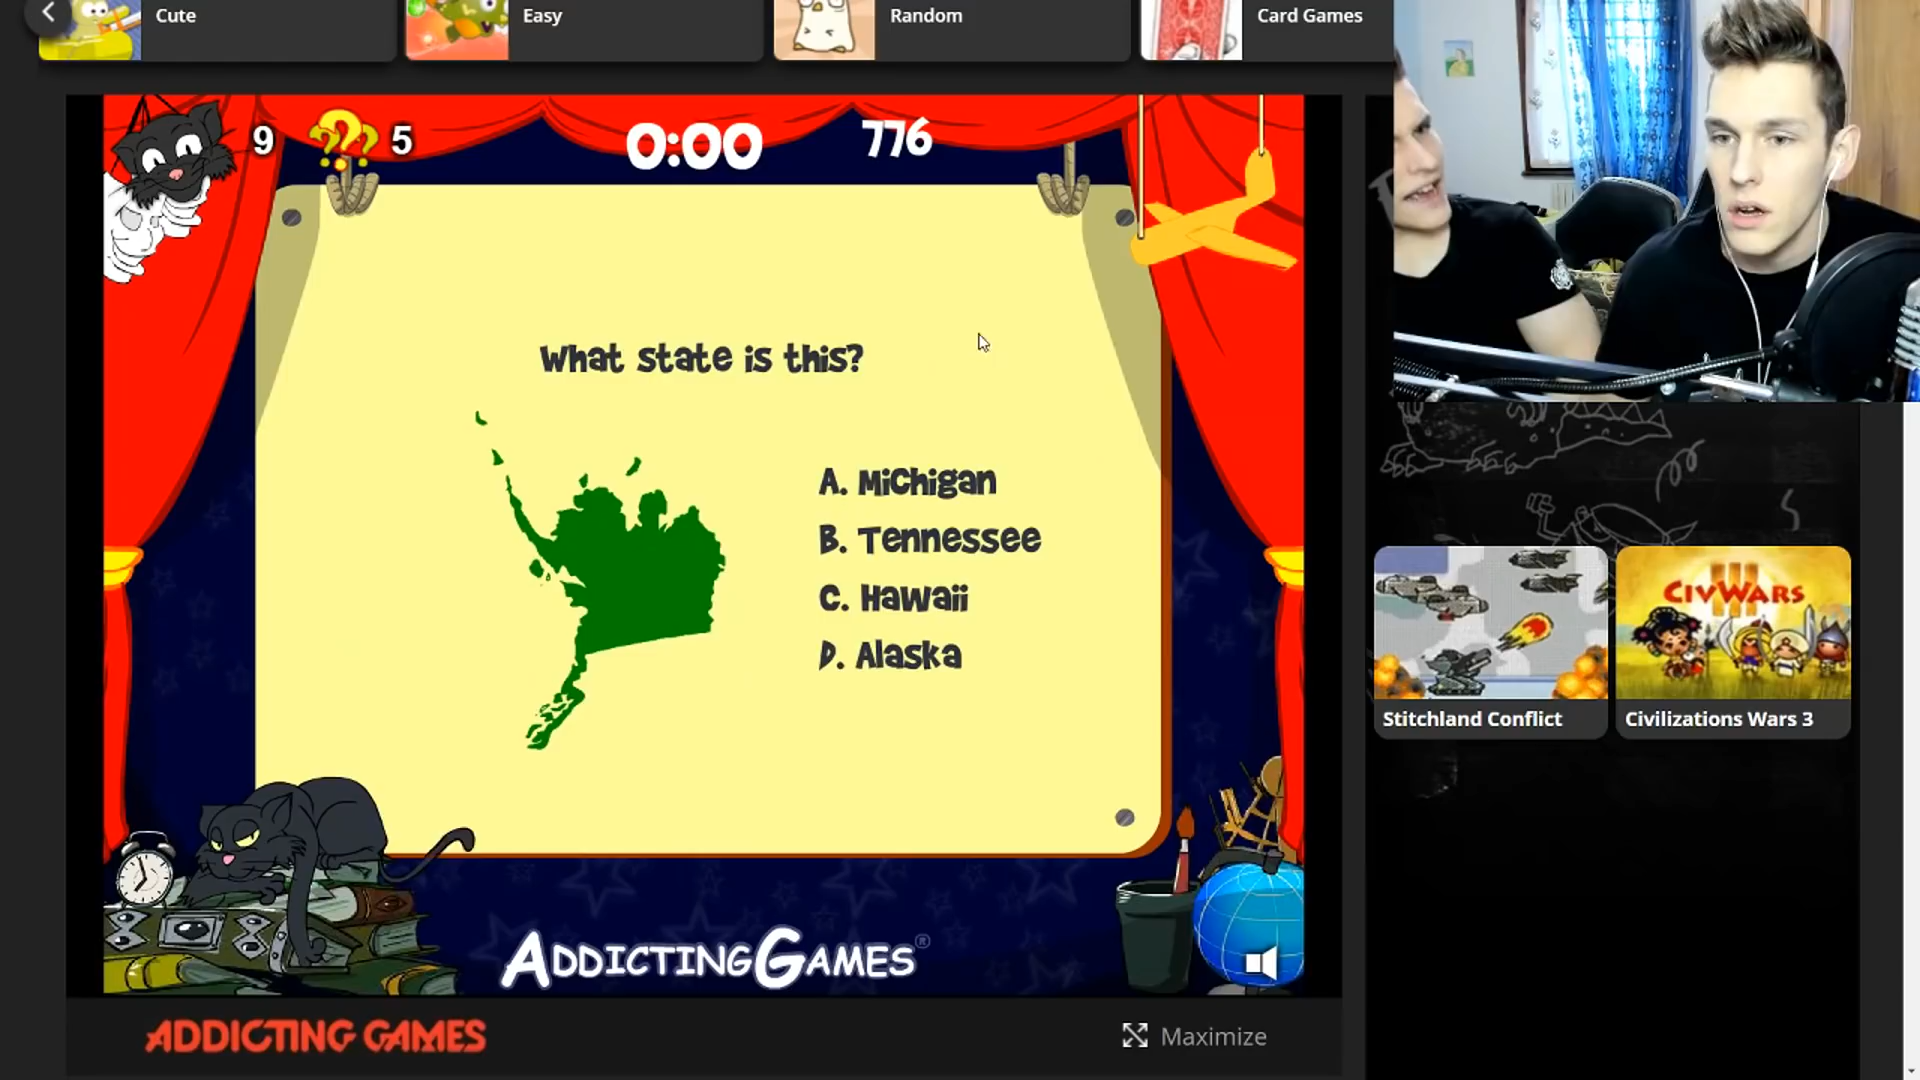 Cute
Easy
Random
Card Games
9
???
5
0:00
776
What state is this?
A. Michigan
B. Tennessee
C. Hawaii
D. Alaska
CIVWARS
III
Stitchland Conflict
Civilizations Wars 3
ADDICTINGGAMES®
ADDICTING GAMES
Maximize